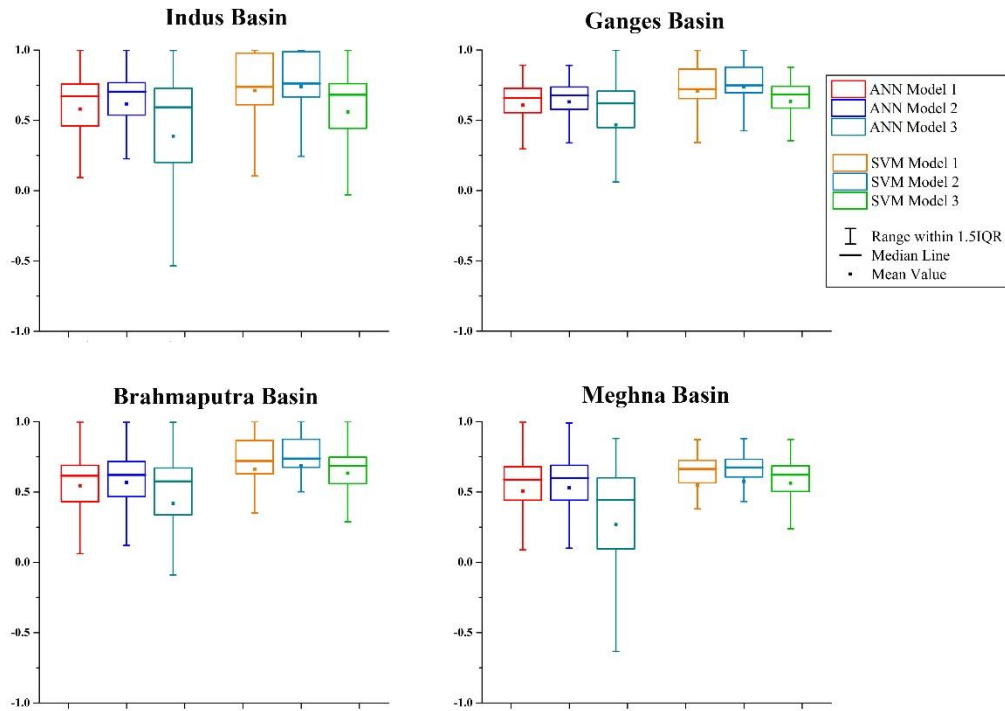 Indus Basin
1.0
0.5
0.0
-0.5
-1.0
Ganges Basin
1.0
0.5
0.0
-0.5
-1.0
ANN Model 1
ANN Model 2
ANN Model 3
SVM Model 1
SVM Model 2
SVM Model 3
Range within 1.5IQR
Median Line
Mean Value
Brahmaputra Basin
1.0
0.5
0.0
-0.5
-1.0
Meghna Basin
1.0
0.5
0.0
-0.5
-1.0